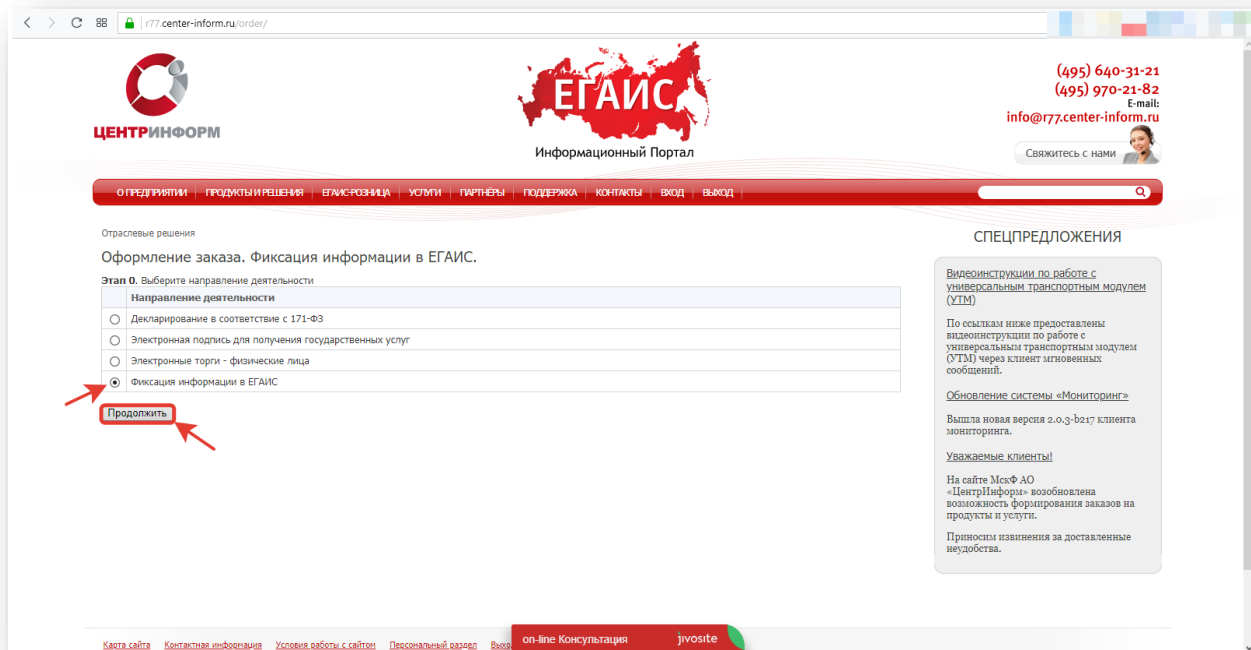 r77.center-inform.ru/order/
ЦЕНТРИНФОРМ
ЕГАИС
Информационный Портал
(495) 640-31-21
(495) 970-21-82
E-mail:
info@r77.center-inform.ru
Свяжитесь с нами
О ПРЕДПРИЯТИИ ПРОДУКТЫ И РЕШЕНИЯ ЕГАИС-РОЗНИЦА УСЛУГИ ПАРТНЁРЫ ПОДДЕРЖКА КОНТАКТЫ ВХОД ВЫХОД
Отраслевые решения
Оформление заказа. Фиксация информации в ЕГАИС.
Этап 0. Выберите направление деятельности
Направление деятельности
Декларирование в соответствие с 171-ФЗ
Электронная подпись для получения государственных услуг
Электронные торги - физические лица
Фиксация информации в ЕГАИС
Продолжить
СПЕЦПРЕДЛОЖЕНИЯ
Видеоинструкции по работе с
универсальным транспортным модулем
(УТМ)
По ссылкам ниже предоставлены
видеоинструкции по работе с
универсальным транспортным модулем
(УТМ) через клиент мгновенных
сообщений.
Обновление системы «Мониторинг»
Вышла новая версия 2.0.3-b217 клиента
мониторинга.
Уважаемые клиенты!
На сайте МскФ АО
«ЦентрИнформ» возобновлена
возможность формирования заказов на
продукты и услуги.
Приносим извинения за доставленные
неудобства.
Карта сайта Контактная информация Условия работы с сайтом Персональный раздел Выхо
on-line Консультация jivosite